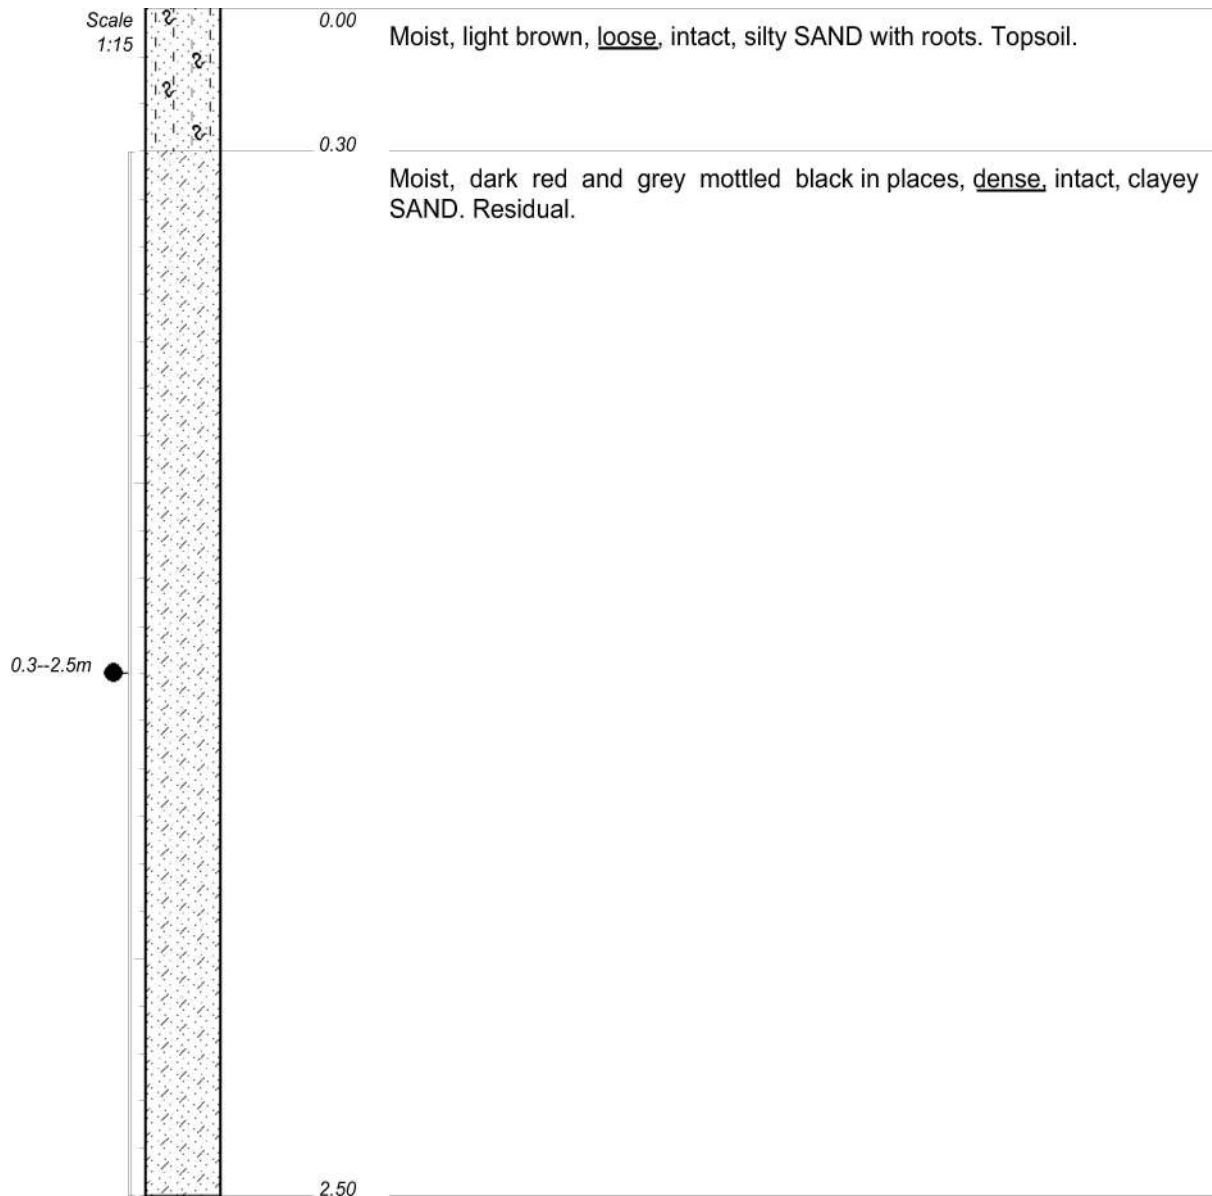 Scale
1:15
0.00
Moist, light brown, loose, intact, silty SAND with roots. Topsoil.
0.30
Moist, dark red and grey mottled black in places, dense, intact, clayey
SAND. Residual.
0.3--2.5m
2.50